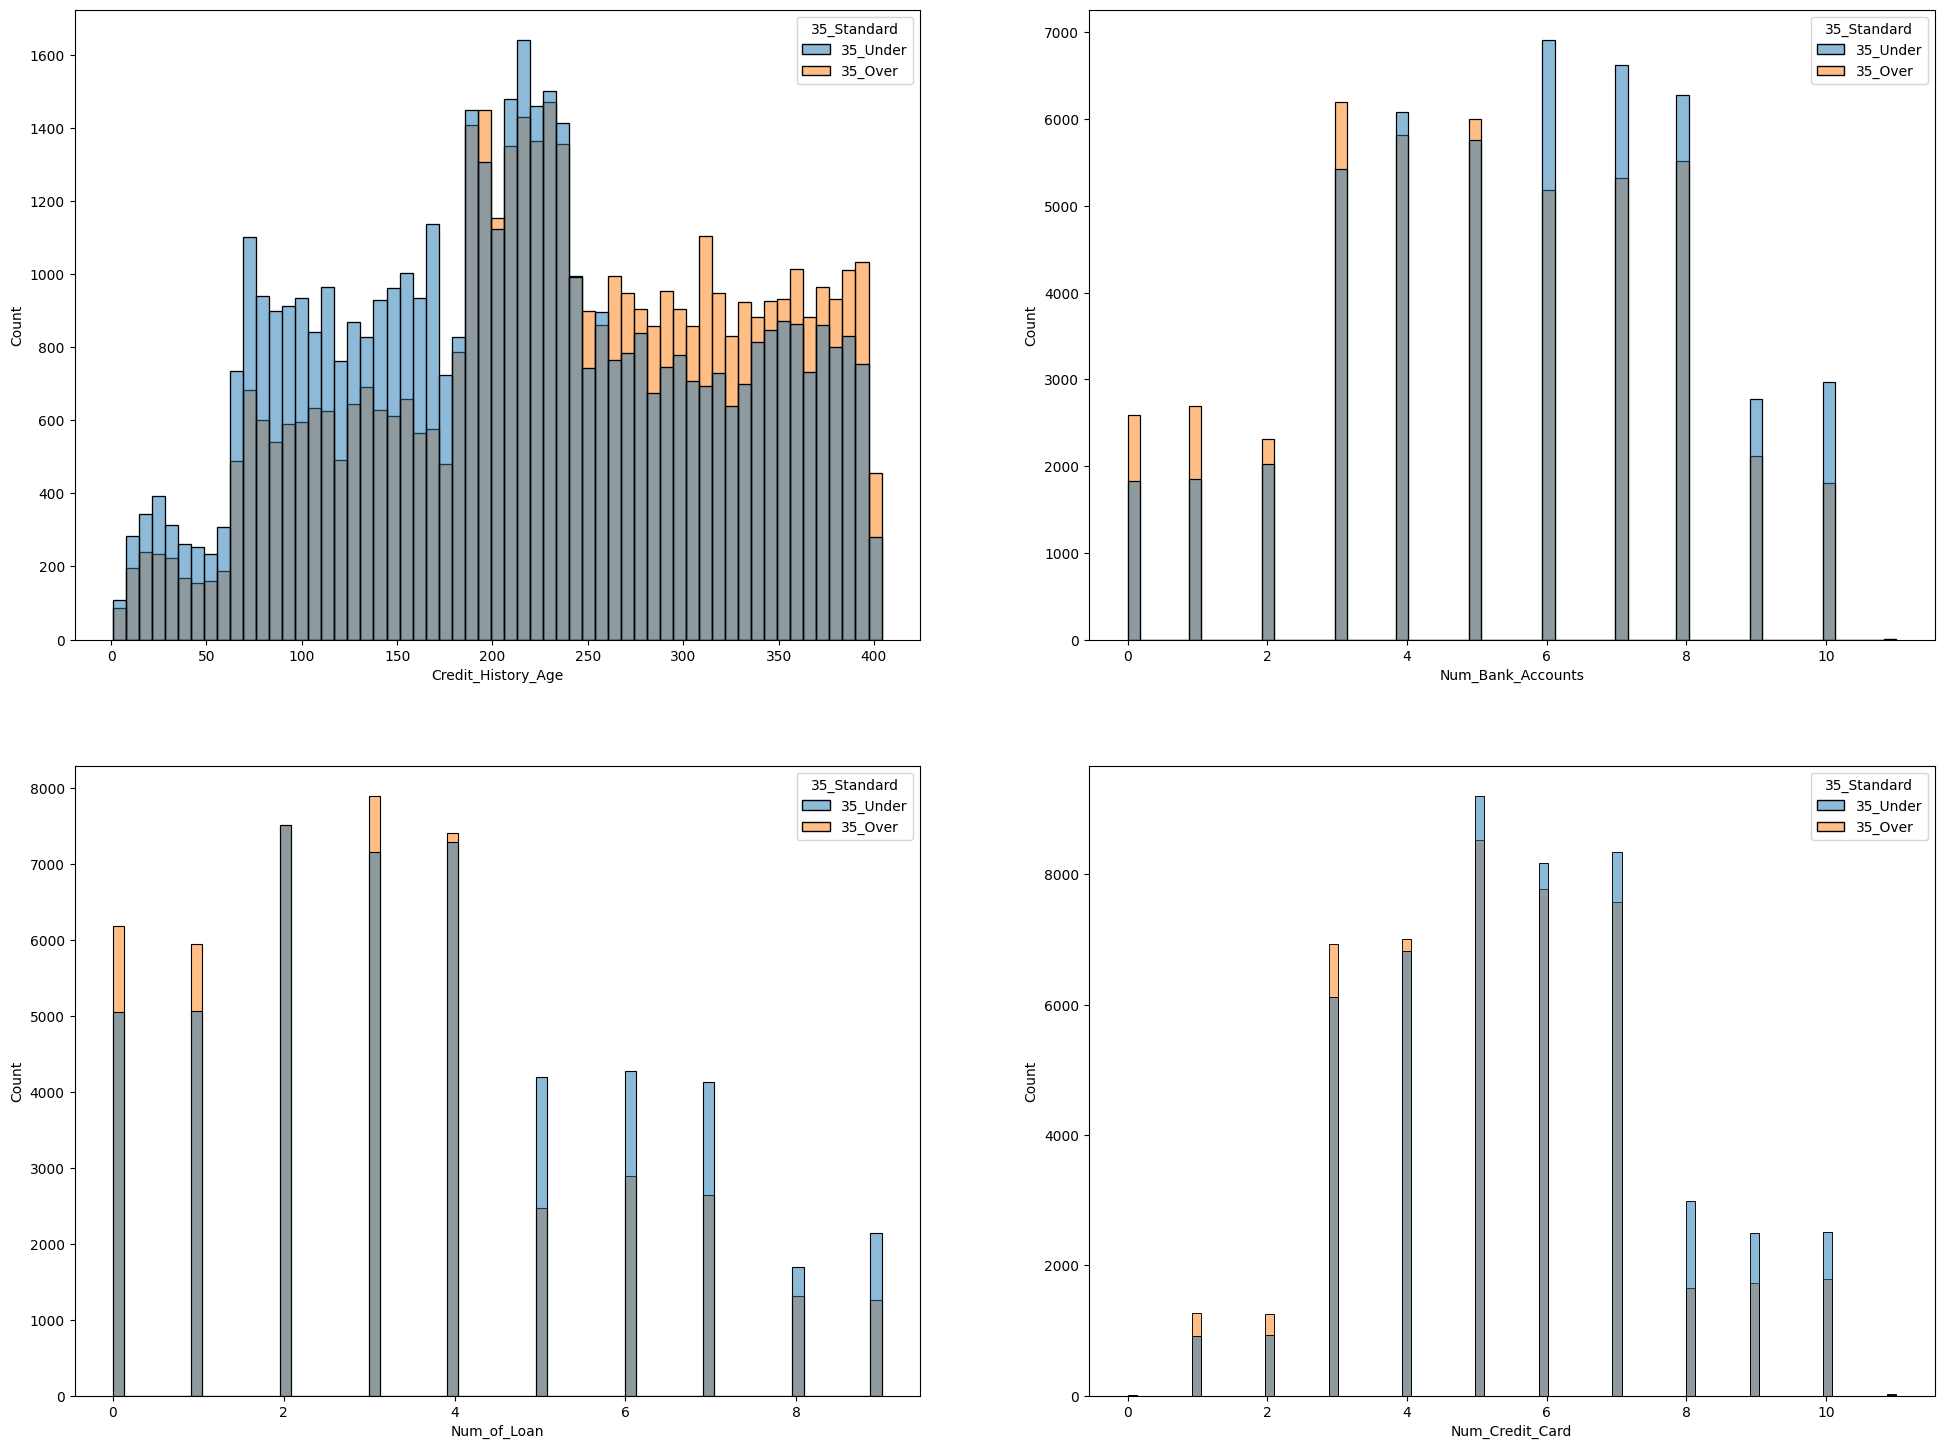 35_Standard
35_Under
35_Over
1600
1400
1200
1000
800
600
400
200
0
Count
0 50 100 150 200 250 300 350 400
Credit_History_Age
35_Standard
35_Under
35_Over
7000
6000
5000
4000
3000
2000
1000
0
Count
0 2 4 6 8 10
Num_Bank_Accounts
35_Standard
35_Under
35_Over
8000
7000
6000
5000
4000
3000
2000
1000
0
Count
0 2 4 6 8
Num_of_Loan
35_Standard
35_Under
35_Over
8000
6000
4000
2000
0
Count
0 2 4 6 8 10
Num_Credit_Card